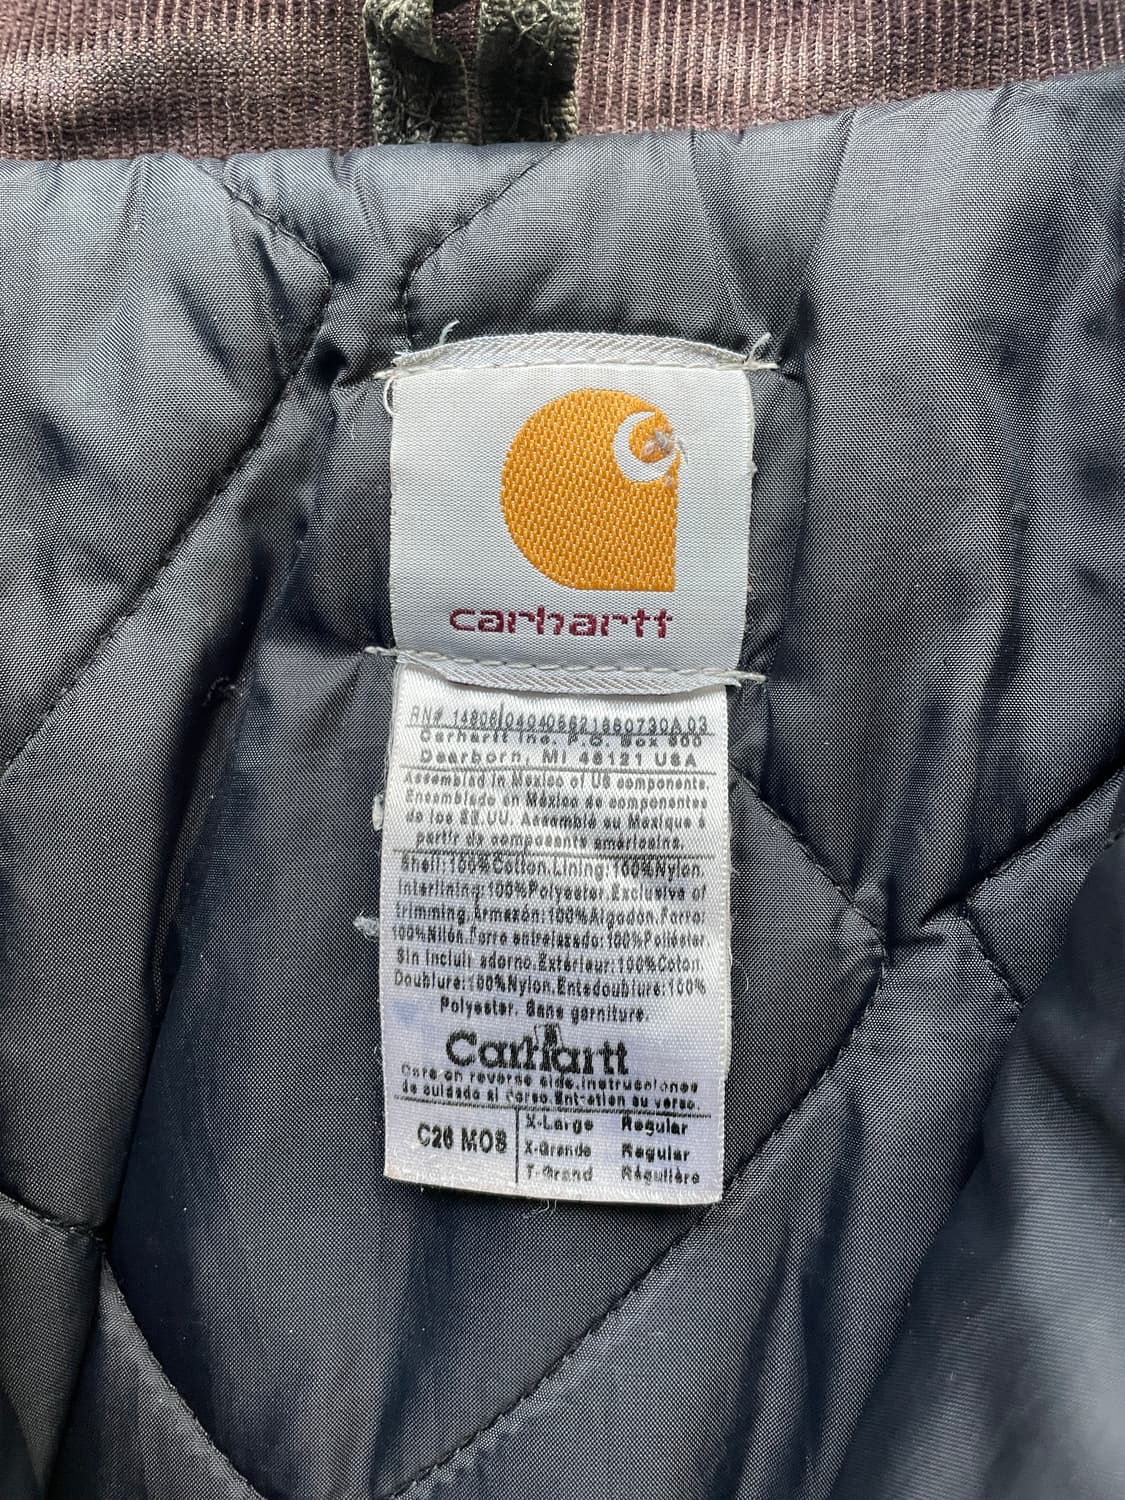 carhartt
RN# 14806
Carhartt Inc. P.O. Box 600
Dearborn, MI 48121 USA
Assembled in Mexico of US components.
Ensamblado en México de componentes
de los EE.UU. Assemblé au Mexique à
partir de composants américains.
Shell:100%Cotton.Lining:100%Nylon.
Interlining:100%Polyester.Exclusive of
trimming.Armazón:100%Algodon.Forro:
100%Nilón.Forro entrelazado:100%Poliéster
Sin incluir adorno.Extérieur:100%Coton.
Doublure:100%Nylon.Entedoublure:100%
Polyester. Sans garniture.
Carhartt
Care on reverse side.Instrucciones
de cuidado al verso.Entretien au verso.
C26 MOS
X-Large Regular
X-Grande Regular
T-Grand Régulière